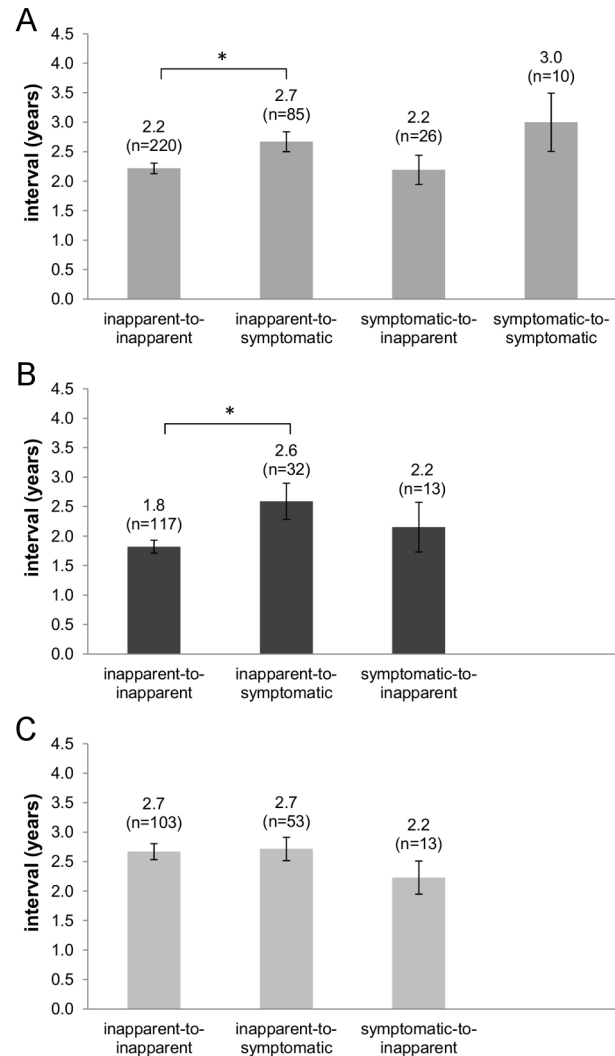 A
interval (years)
4.5
4.0
3.5
3.0
2.5
2.0
1.5
1.0
0.5
0.0
*
2.2
(n=220)
2.7
(n=85)
2.2
(n=26)
3.0
(n=10)
inapparent-to-
inapparent
inapparent-to-
symptomatic
symptomatic-to-
inapparent
symptomatic-to-
symptomatic
B
interval (years)
4.5
4.0
3.5
3.0
2.5
2.0
1.5
1.0
0.5
0.0
*
1.8
(n=117)
2.6
(n=32)
2.2
(n=13)
inapparent-to-
inapparent
inapparent-to-
symptomatic
symptomatic-to-
inapparent
C
interval (years)
4.5
4.0
3.5
3.0
2.5
2.0
1.5
1.0
0.5
0.0
2.7
(n=103)
2.7
(n=53)
2.2
(n=13)
inapparent-to-
inapparent
inapparent-to-
symptomatic
symptomatic-to-
inapparent